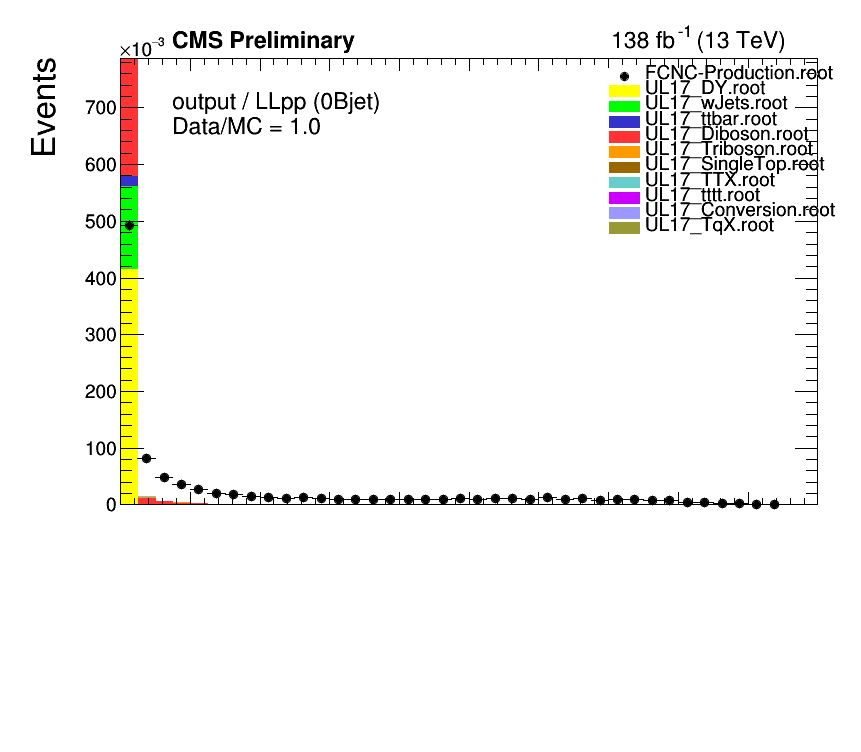 ×10⁻³ CMS Preliminary 138 fb⁻¹ (13 TeV)
Events
output / LLpp (0Bjet)
Data/MC = 1.0
FCNC-Production.root
UL17_DY.root
UL17_wJets.root
UL17_ttbar.root
UL17_Diboson.root
UL17_Triboson.root
UL17_SingleTop.root
UL17_TTX.root
UL17_tttt.root
UL17_Conversion.root
UL17_TqX.root
700
600
500
400
300
200
100
0